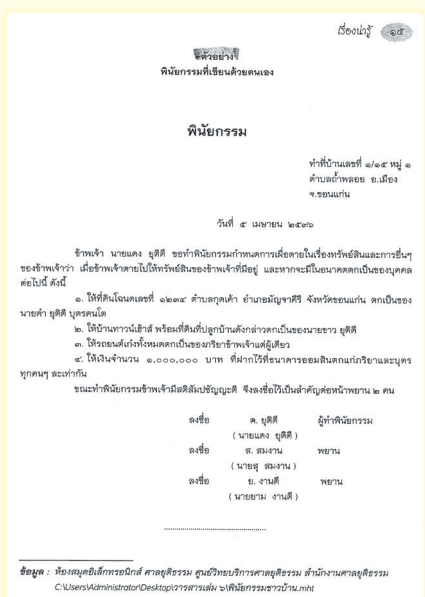 เรื่องน่ารู้ ๑๕
ตัวอย่าง
พินัยกรรมที่เขียนด้วยตนเอง
พินัยกรรม
ทำที่บ้านเลขที่ ๑/๑๕ หมู่ ๑
ตำบลถ้ำพลอย อ.เมือง
จ.ขอนแก่น
วันที่ ๕ เมษายน ๒๕๓๖
ข้าพเจ้า นายแดง ยุติดี ขอทำพินัยกรรมกำหนดการเผื่อตายในเรื่องทรัพย์สินและการอื่นๆ
ของข้าพเจ้าว่า เมื่อข้าพเจ้าตายไปให้ทรัพย์สินของข้าพเจ้าที่มีอยู่ และหากจะมีในอนาคตตกเป็นของบุคคล
ต่อไปนี้ ดังนี้
๑. ให้ที่ดินโฉนดเลขที่ ๑๒๓๔ ตำบลกุดเค้า อำเภอมัญจาคีรี จังหวัดขอนแก่น ตกเป็นของ
นายดำ ยุติดี บุตรคนโต
๒. ให้บ้านทาวน์เฮ้าส์ พร้อมที่ดินที่ปลูกบ้านดังกล่าวตกเป็นของนายขาว ยุติดี
๓. ให้รถยนต์เก๋งทั้งหมดตกเป็นของภริยาข้าพเจ้าแต่ผู้เดียว
๔. ให้เงินจำนวน ๑,๐๐๐,๐๐๐ บาท ที่ฝากไว้ที่ธนาคารออมสินตกแก่ภริยาและบุตร
ทุกคนๆ ละเท่ากัน
ขณะทำพินัยกรรมข้าพเจ้ามีสติสัมปชัญญะดี จึงลงชื่อไว้เป็นสำคัญต่อหน้าพยาน ๒ คน
ลงชื่อ ด. ยุติดี ผู้ทำพินัยกรรม
( นายแดง ยุติดี )
ลงชื่อ ส. สมงาน พยาน
( นายสุ สมงาน )
ลงชื่อ ย. งานดี พยาน
( นายยาม งานดี )
ข้อมูล : ห้องสมุดอิเล็กทรอนิกส์ ศาลยุติธรรม ศูนย์วิทยบริการศาลยุติธรรม สำนักงานศาลยุติธรรม
C:\Users\Administrator\Desktop\วารสารเล่ม ๖\พินัยกรรมชาวบ้าน.mht